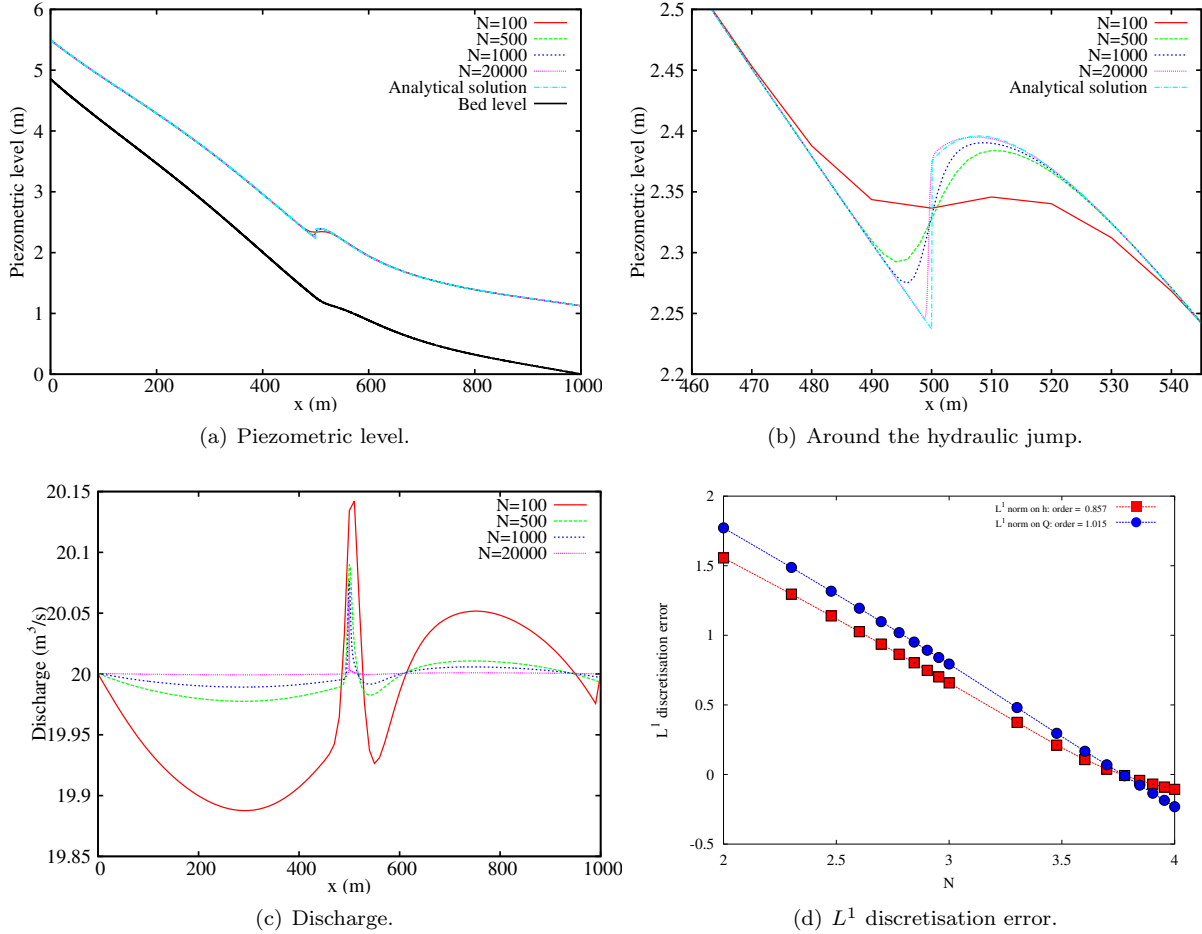 N=100
N=500
N=1000
N=20000
Analytical solution
Bed level
Piezometric level (m)
6
5
4
3
2
1
0
0 200 400 600 800 1000
x (m)
(a) Piezometric level.
N=100
N=500
N=1000
N=20000
Analytical solution
Piezometric level (m)
2.5
2.45
2.4
2.35
2.3
2.25
2.2
460 470 480 490 500 510 520 530 540
x (m)
(b) Around the hydraulic jump.
N=100
N=500
N=1000
N=20000
Discharge (m³/s)
20.15
20.1
20.05
20
19.95
19.9
19.85
0 200 400 600 800 1000
x (m)
(c) Discharge.
L¹ norm on h: order = 0.857
L¹ norm on Q: order = 1.015
L¹ discretisation error
2
1.5
1
0.5
0
-0.5
2 2.5 3 3.5 4
N
(d) L¹ discretisation error.